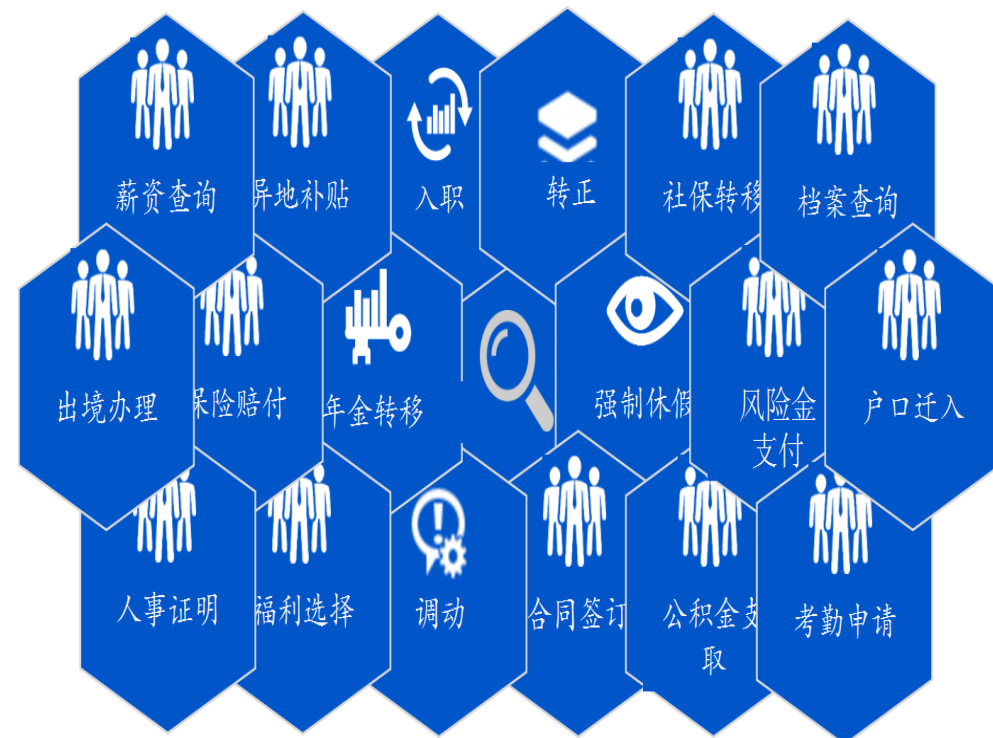 薪资查询
异地补贴
入职
转正
社保转移
档案查询
出境办理
保险赔付
年金转移
强制休假
风险金
支付
户口迁入
人事证明
福利选择
调动
合同签订
公积金支
取
考勤申请